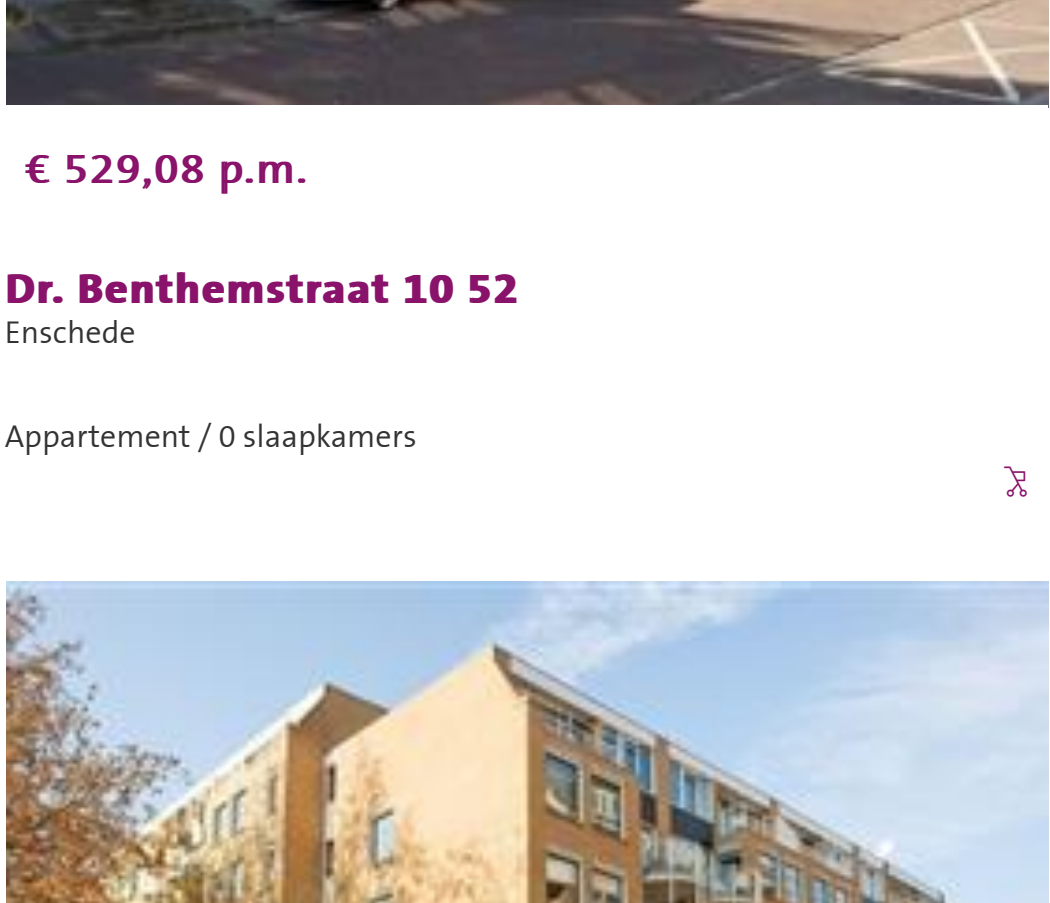 € 529,08 p.m.
Dr. Benthemstraat 10 52
Enschede
Appartement / 0 slaapkamers